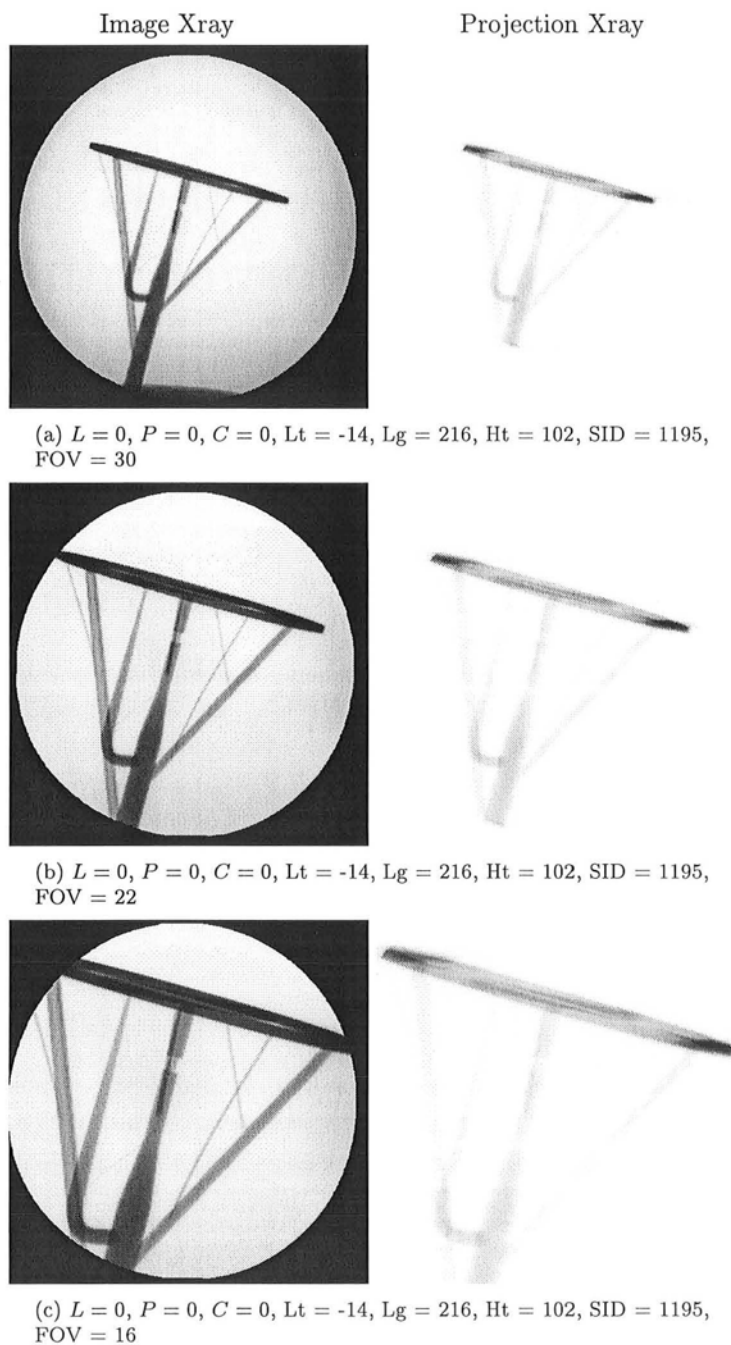 Image Xray
Projection Xray
(a) L = 0, P = 0, C = 0, Lt = -14, Lg = 216, Ht = 102, SID = 1195,
FOV = 30
(b) L = 0, P = 0, C = 0, Lt = -14, Lg = 216, Ht = 102, SID = 1195,
FOV = 22
(c) L = 0, P = 0, C = 0, Lt = -14, Lg = 216, Ht = 102, SID = 1195,
FOV = 16